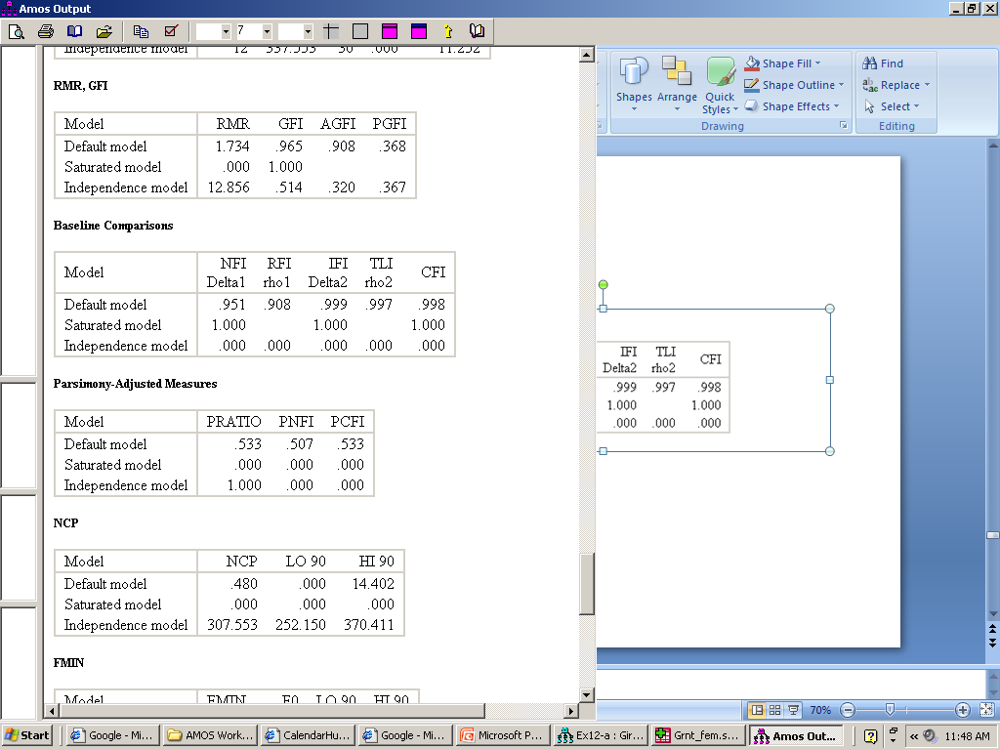 Amos Output
7
Independence model 12 337.553 30 .000 11.252
RMR, GFI
Model RMR GFI AGFI PGFI
Default model 1.734 .965 .908 .368
Saturated model .000 1.000
Independence model 12.856 .514 .320 .367
Baseline Comparisons
Model NFI Delta1 RFI rho1 IFI Delta2 TLI rho2 CFI
Default model .951 .908 .999 .997 .998
Saturated model 1.000 1.000 1.000
Independence model .000 .000 .000 .000 .000
Parsimony-Adjusted Measures
Model PRATIO PNFI PCFI
Default model .533 .507 .533
Saturated model .000 .000 .000
Independence model 1.000 .000 .000
NCP
Model NCP LO 90 HI 90
Default model .480 .000 14.402
Saturated model .000 .000 .000
Independence model 307.553 252.150 370.411
FMIN
Model FMIN F0 LO 90 HI 90
Shapes Arrange Quick Styles
Shape Fill
Shape Outline
Shape Effects
Drawing
Find
Replace
Select
Editing
IFI TLI CFI
Delta2 rho2
.999 .997 .998
1.000 1.000
.000 .000 .000
70%
Start Google - Mi... AMOS Work... CalendarHu... Google - Mi... Microsoft P... Ex12-a : Gir... Grnt_fem.s... Amos Out... 11:48 AM